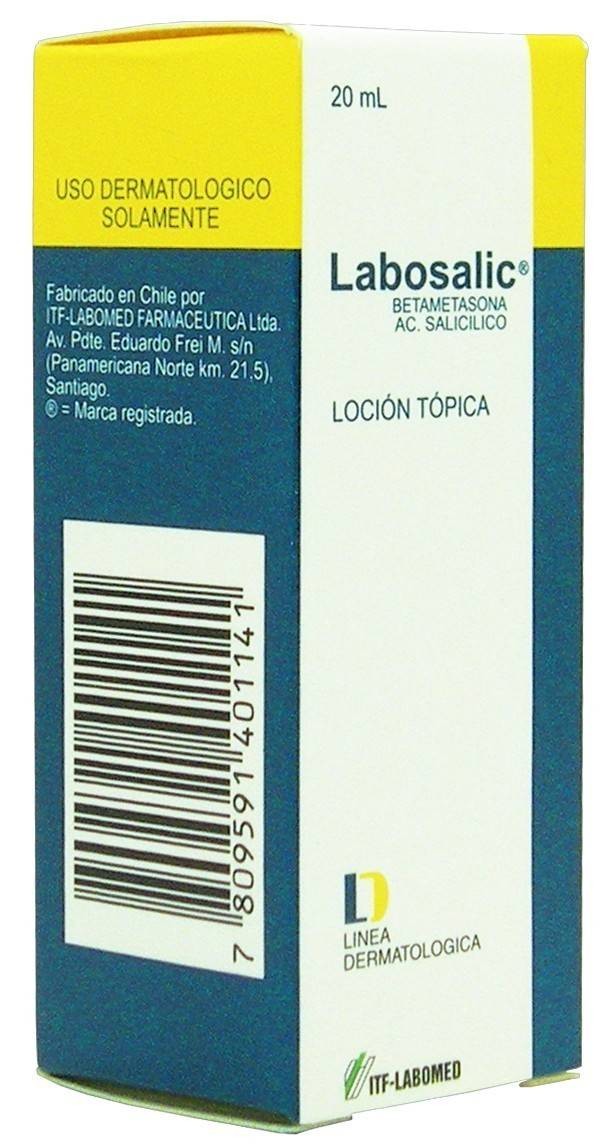 USO DERMATOLOGICO
SOLAMENTE
Fabricado en Chile por
ITF-LABOMED FARMACEUTICA Ltda.
Av. Pdte. Eduardo Frei M. s/n
(Panamericana Norte km. 21,5),
Santiago.
® = Marca registrada.
7 809591 401141
20 mL
Labosalic®
BETAMETASONA
AC. SALICILICO
LOCIÓN TÓPICA
LD
LINEA
DERMATOLOGICA
ITF-LABOMED